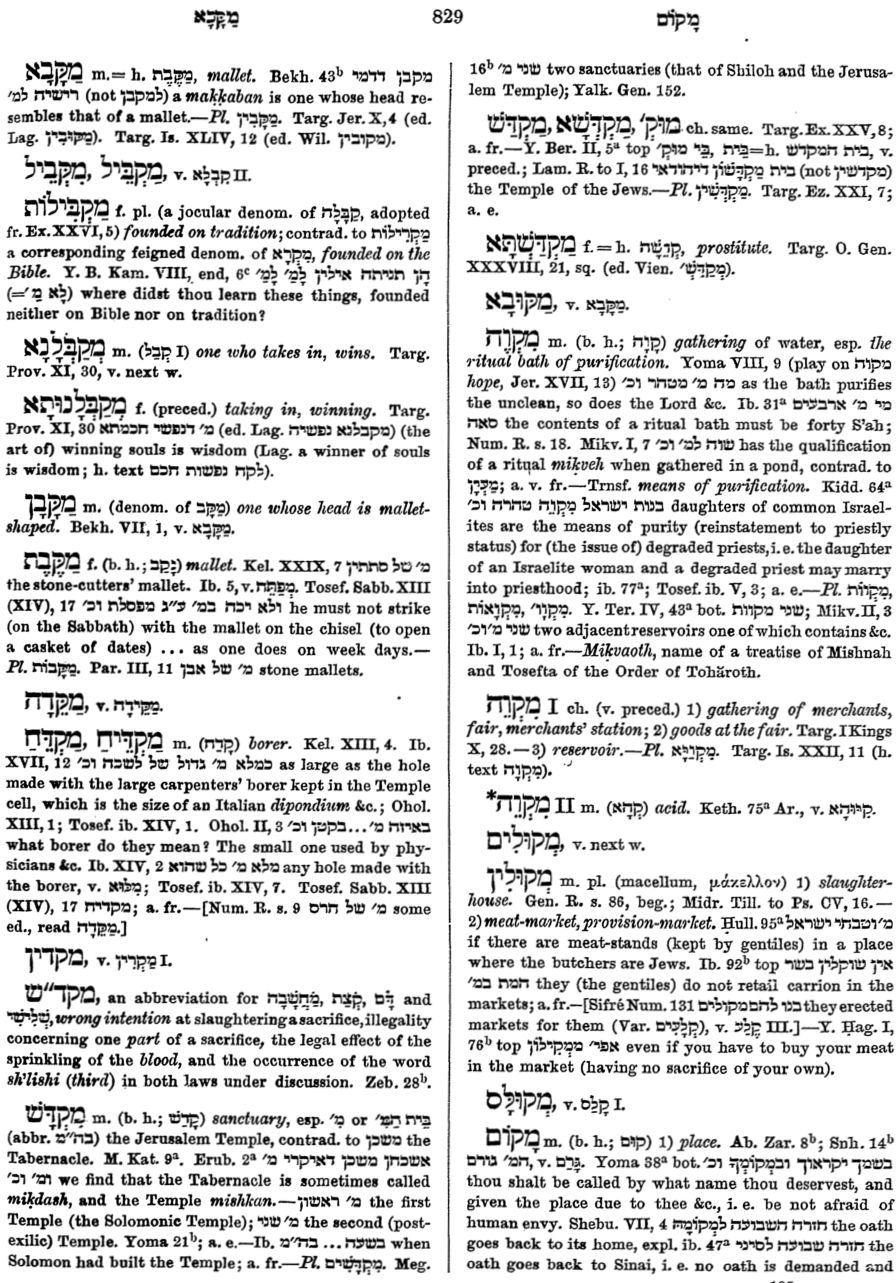 מַקָּבָא 829 מָקוֹם
מַקָּבָא m.= h. מַקֶּבֶת, mallet. Bekh. 43ᵇ מקבן דדמי
רישיה למ׳ (not למקבן) a makkaban is one whose head re-
sembles that of a mallet.—Pl. מַקָּבִין. Targ. Jer. X,4 (ed.
Lag. מַקּוּבִין). Targ. Is. XLIV, 12 (ed. Wil. מקובין).
מַקְבֵּיל, מִקְבֵּיל, v. קִבְלָא II.
מַקְבִּילוֹת f. pl. (a jocular denom. of קַבָּלָה, adopted
fr. Ex. XXVI, 5) founded on tradition; contrad. to מַקְרִילוֹת
a corresponding feigned denom. of מִקְרָא, founded on the
Bible. Y. B. Kam. VIII, end, 6ᶜ הן תניתה אילין לָמַ׳ לָמַ׳
(=לָא מַ׳) where didst thou learn these things, founded
neither on Bible nor on tradition?
מְקַבְּלָנָא m. (קבל I) one who takes in, wins. Targ.
Prov. XI, 30, v. next w.
מְקַבְּלָנוּתָא f. (preced.) taking in, winning. Targ.
Prov. XI, 30 מ׳ דנפשי חכמתא (ed. Lag. מקבלנא נפשיה) (the
art of) winning souls is wisdom (Lag. a winner of souls
is wisdom; h. text לקח נפשות חכם).
מַקָּבָן m. (denom. of מַקָּב) one whose head is mallet-
shaped. Bekh. VII, 1, v. מַקָּבָא.
מַקֶּבֶת f. (b. h.; נָקַב) mallet. Kel. XXIX, 7 מ׳ של סתתין
the stone-cutters' mallet. Ib. 5, v. מַפֶּתַח. Tosef. Sabb. XIII
(XIV), 17 ולא יכה במ׳ ע״ג מפסלת וכ׳ he must not strike
(on the Sabbath) with the mallet on the chisel (to open
a casket of dates) ... as one does on week days.—
Pl. מַקָּבוֹת. Par. III, 11 מ׳ של אבן stone mallets.
מַקֵּדָה, v. מַקֵּידָה.
מַקְדֵּיחַ, מַקְדֵּחַ m. (קדח) borer. Kel. XIII, 4. Ib.
XVII, 12 כמלא מ׳ גדול של לשכה וכ׳ as large as the hole
made with the large carpenters' borer kept in the Temple
cell, which is the size of an Italian dipondium &c.; Ohol.
XIII, 1; Tosef. ib. XIV, 1. Ohol. II, 3 באיזה מ׳...בקטן וכ׳
what borer do they mean? The small one used by phy-
sicians &c. Ib. XIV, 2 מלא מ׳ כל שהוא any hole made with
the borer, v. מְלוֹא; Tosef. ib. XIV, 7. Tosef. Sabb. XIII
(XIV), 17 מקדיח; a. fr.—[Num. R. s. 9 מ׳ של חרס some
ed., read מַקֵּדָה.]
מקדין, v. מַקְרִין I.
מקד״ש, an abbreviation for מַחֲשָׁבָה, קְצָת, דָּם and
שְׁלִישִׁי, wrong intention at slaughtering a sacrifice, illegality
concerning one part of a sacrifice, the legal effect of the
sprinkling of the blood, and the occurrence of the word
sh'lishi (third) in both laws under discussion. Zeb. 28ᵇ.
מִקְדָּשׁ m. (b. h.; קָדַשׁ) sanctuary, esp. מִ׳ or בֵּית הַמִּ׳
(abbr. בה״מ) the Jerusalem Temple, contrad. to משכן the
Tabernacle. M. Kat. 9ᵃ. Erub. 2ᵃ אשכחן משכן דאיקרי מ׳
ומ׳ וכ׳ we find that the Tabernacle is sometimes called
mikdash, and the Temple mishkan.—מ׳ ראשון the first
Temple (the Solomonic Temple); מ׳ שני the second (post-
exilic) Temple. Yoma 21ᵇ; a. e.—Ib. בשעה... בה״מ when
Solomon had built the Temple; a. fr.—Pl. מִקְדָּשִׁים. Meg.
16ᵇ שני מ׳ two sanctuaries (that of Shiloh and the Jerusa-
lem Temple); Yalk. Gen. 152.
מִקְדָּשׁ, מִקְדְּשָׁא, מוּקְ׳ ch. same. Targ. Ex. XXV, 8;
a. fr.—Y. Ber. II, 5ᵃ top בֵּית, בֵּי מוּק׳=h. בית המקדש, v.
preced.; Lam. R. to I, 16 בית מַקְדְּשׁוֹן דיהודאי (not מקדשין)
the Temple of the Jews.—Pl. מַקְדְּשִׁין. Targ. Ez. XXI, 7;
a. e.
מְקַדַּשְׁתָּא f. = h. קְדֵשָׁה, prostitute. Targ. O. Gen.
XXXVIII, 21, sq. (ed. Vien. מְקַדֵּשְׁ׳).
מַקּוּבָא, v. מַקָּבָא.
מִקְוֶה m. (b. h.; קָוָה) gathering of water, esp. the
ritual bath of purification. Yoma VIII, 9 (play on מקוה
hope, Jer. XVII, 13) מה מ׳ מטהר וכ׳ as the bath purifies
the unclean, so does the Lord &c. Ib. 31ᵃ מי מ׳ ארבעים
סאה the contents of a ritual bath must be forty S'ah;
Num. R. s. 18. Mikv. I, 7 שוה למ׳ וכ׳ has the qualification
of a ritual mikveh when gathered in a pond, contrad. to
מַעְיָן; a. v. fr.—Trnsf. means of purification. Kidd. 64ᵃ
בנות ישראל מִקְוֵה טהרה וכ׳ daughters of common Israel-
ites are the means of purity (reinstatement to priestly
status) for (the issue of) degraded priests, i. e. the daughter
of an Israelite woman and a degraded priest may marry
into priesthood; ib. 77ᵃ; Tosef. ib. V, 3; a. e.—Pl. מִקְווֹת,
מִקְוָאוֹת, מִקְוָו׳. Y. Ter. IV, 43ᵃ bot. שני מקוות; Mikv. II, 3
שני מ׳ וכ׳ two adjacent reservoirs one of which contains &c.
Ib. I, 1; a. fr.—Mikvaoth, name of a treatise of Mishnah
and Tosefta of the Order of Tohăroth.
מִקְוֶה I ch. (v. preced.) 1) gathering of merchants,
fair, merchants' station; 2) goods at the fair. Targ. I Kings
X, 28.—3) reservoir.—Pl. מִקְוַיָּא. Targ. Is. XXII, 11 (h.
text מִקְוָה).
*מִקְוֶה II m. (קְהָא) acid. Keth. 75ᵃ Ar., v. קִיּוּהָא.
מְקוּלִים, v. next w.
מְקוּלִין m. pl. (macellum, μάκελλον) 1) slaughter-
house. Gen. R. s. 86, beg.; Midr. Till. to Ps. CV, 16.—
2) meat-market, provision-market. Hull. 95ᵃ מ׳ וטבחי ישראל
if there are meat-stands (kept by gentiles) in a place
where the butchers are Jews. Ib. 92ᵇ top אין שוקלין בשר
המת במ׳ they (the gentiles) do not retail carrion in the
markets; a. fr.—[Sifré Num. 131 בנו להם מקולים they erected
markets for them (Var. קְלָעִים), v. קֶלַע III.]—Y. Hag. I,
76ᵇ top אפי׳ ממְקִילוֹן even if you have to buy your meat
in the market (having no sacrifice of your own).
מְקוּלָּס, v. קָלַס I.
מָקוֹם m. (b. h.; קוּם) 1) place. Ab. Zar. 8ᵇ; Snh. 14ᵇ
המ׳ גורם, v. גָּרַם. Yoma 38ᵃ bot. בשמך יקראוך ובמְקוֹמְךָ וכ׳
thou shalt be called by what name thou deservest, and
given the place due to thee &c., i. e. be not afraid of
human envy. Shebu. VII, 4 חזרה השבועה לִמְקוֹמָהּ the oath
goes back to its home, expl. ib. 47ᵃ חזרה שבועה לסיני the
oath goes back to Sinai, i. e. no oath is demanded and